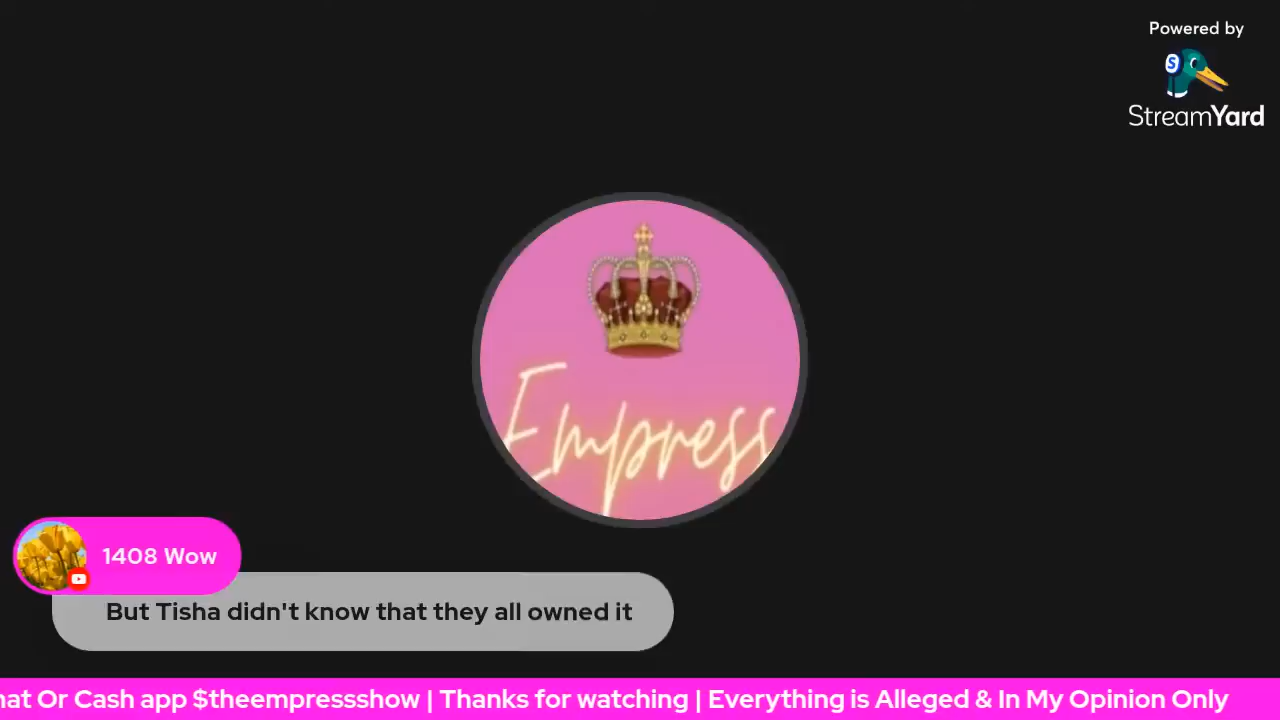 Powered by
StreamYard
Empress
1408 Wow
But Tisha didn't know that they all owned it
Or Cash app $theempressshow | Thanks for watching | Everything is Alleged & In My Opinion Only